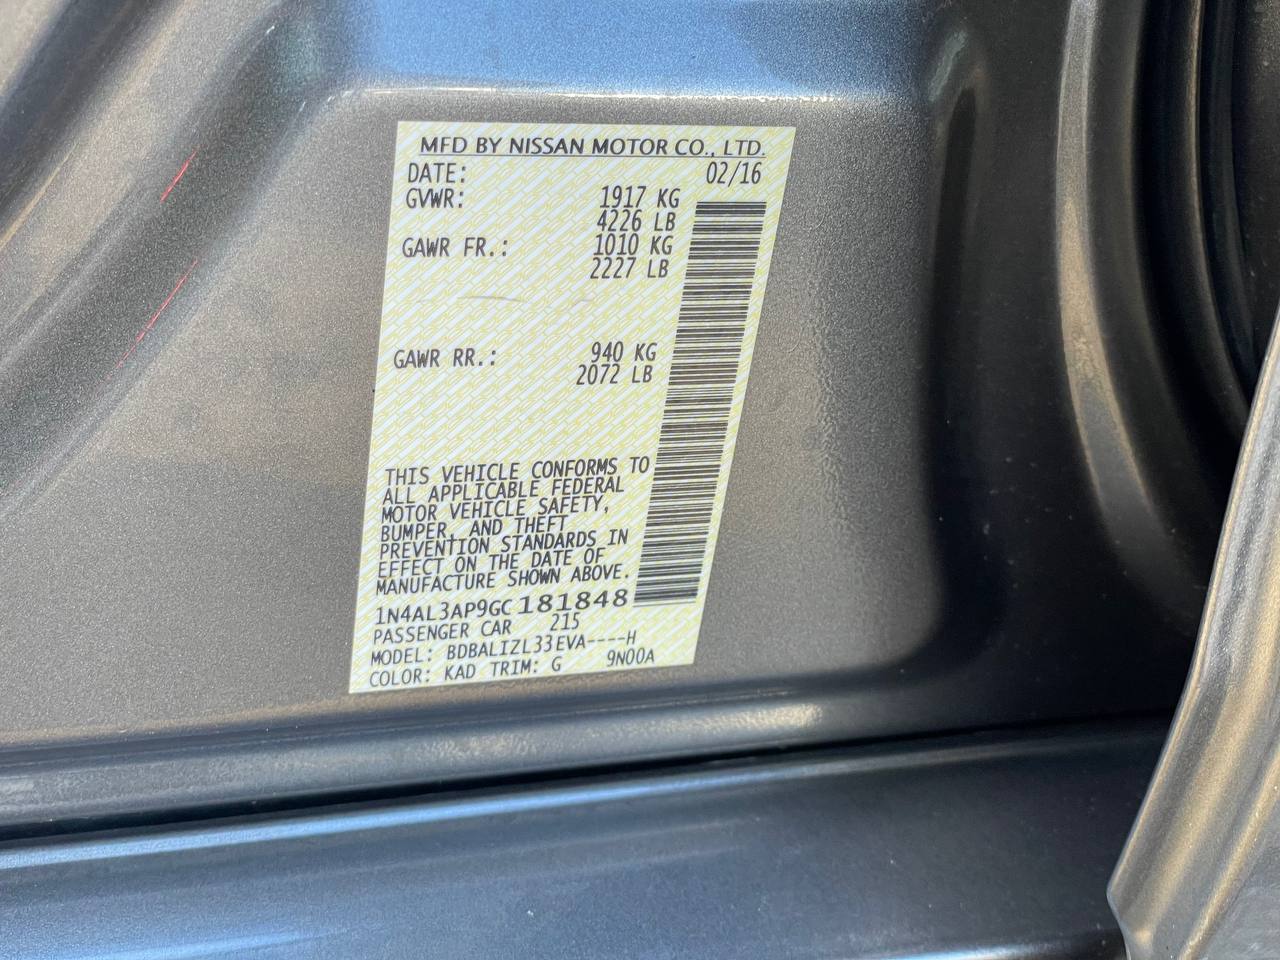 MFD BY NISSAN MOTOR CO., LTD.
DATE: 02/16
GVWR: 1917 KG
4226 LB
GAWR FR.: 1010 KG
2227 LB
GAWR RR.: 940 KG
2072 LB
THIS VEHICLE CONFORMS TO
ALL APPLICABLE FEDERAL
MOTOR VEHICLE SAFETY,
BUMPER, AND THEFT
PREVENTION STANDARDS IN
EFFECT ON THE DATE OF
MANUFACTURE SHOWN ABOVE.
1N4AL3AP9GC181848
PASSENGER CAR 215
MODEL: BDBALIZL33EVA----H
COLOR: KAD TRIM: G 9N00A